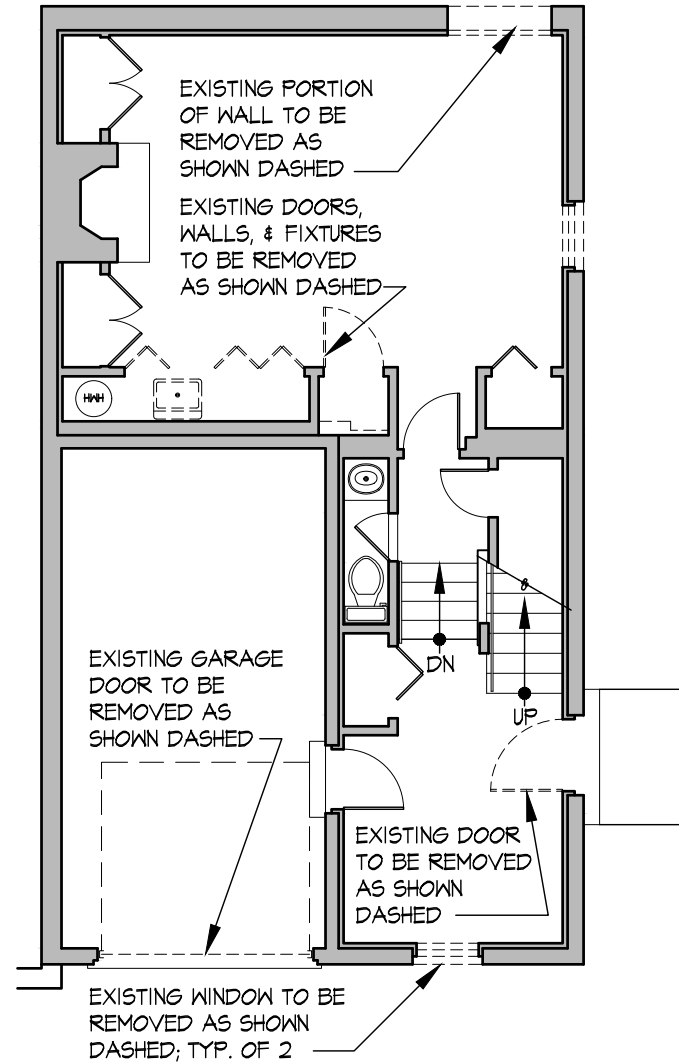 EXISTING PORTION
OF WALL TO BE
REMOVED AS
SHOWN DASHED
EXISTING DOORS,
WALLS, & FIXTURES
TO BE REMOVED
AS SHOWN DASHED
HWH
DN
UP
EXISTING GARAGE
DOOR TO BE
REMOVED AS
SHOWN DASHED
EXISTING DOOR
TO BE REMOVED
AS SHOWN
DASHED
EXISTING WINDOW TO BE
REMOVED AS SHOWN
DASHED; TYP. OF 2